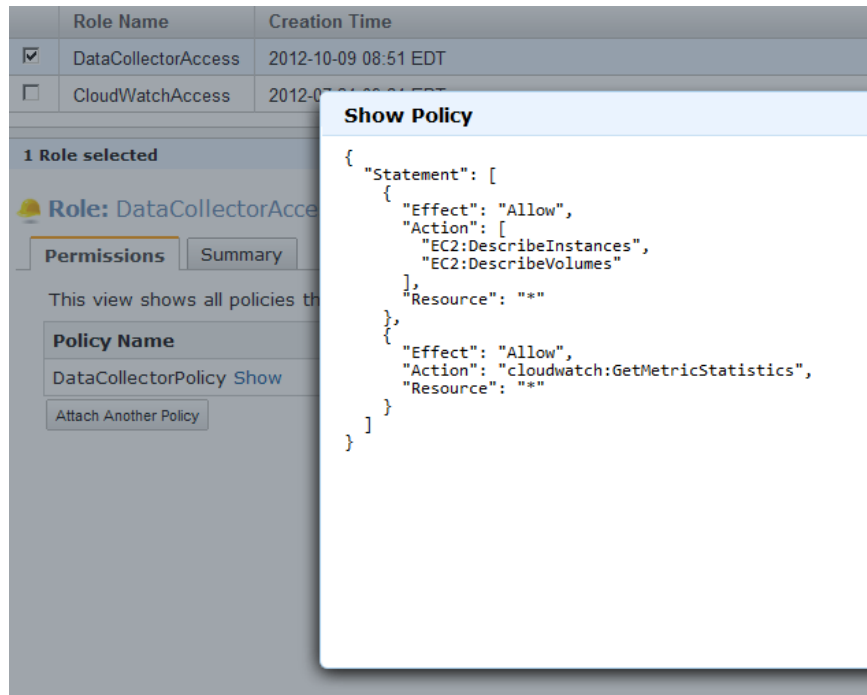 Role Name Creation Time
DataCollectorAccess 2012-10-09 08:51 EDT
CloudWatchAccess 2012-0
1 Role selected
Role: DataCollectorAcce
Permissions Summary
This view shows all policies th
Policy Name
DataCollectorPolicy Show
Attach Another Policy
Show Policy
{
"Statement": [
{
"Effect": "Allow",
"Action": [
"EC2:DescribeInstances",
"EC2:DescribeVolumes"
],
"Resource": "*"
},
{
"Effect": "Allow",
"Action": "cloudwatch:GetMetricStatistics",
"Resource": "*"
}
]
}